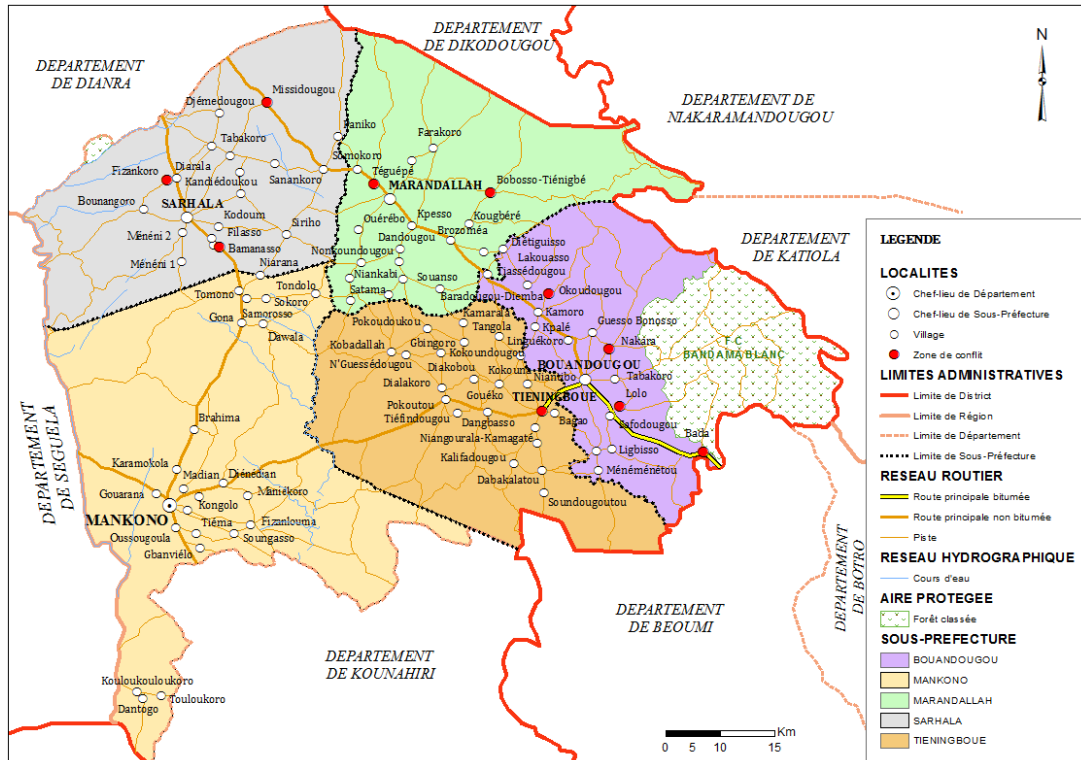 DEPARTEMENT
DE DIKODOUGOU
N
DEPARTEMENT
DE DIANRA
Missidougou
DEPARTEMENT DE
NIAKARAMANDOUGOU
Djémedougou
Paniko
Farakoro
Tabakoro
Somokoro
Fizankoro
Diarala
Téguépé
Bobosso-Tiénigbé
Kandiédoukou
Sanankoro
MARANDALLAH
Bounangoro
SARHALA
Kodoum
Siriho
Ouérébo
Kpesso
Kougbéré
Ménéni 2
Filasso
Dandougou
Brozoméa
Bamanasso
Nonkoundougou
Diétiguisso
DEPARTEMENT
DE KATIOLA
Lakouasso
Ménéni 1
Niarana
Niankabi
Souanso
Tiassédougou
Tondolo
Okoudougou
Tomono
Sokoro
Satama
Baradougou-Diemba
Samorosso
Kamarala
Kamoro
Gona
Pokoudoukou
Tangola
Kpalé
Guesso Bonosso
Dawala
Kobadallah
Gbingoro
Linguékoro
Nakara
F C
BANDAMA BLANC
Kokoundougou
N'Guessédougou
Diakobou
BOUANDOUGOU
Kokouna
Niantibo
Tabakoro
Dialakoro
Gouéko
TIENINGBOUE
Lolo
Pokoutou
Tiéfindougou
Dangbasso
Bagao
Lafodougou
Brahima
Niangourala-Kamagaté
Bada
Kalifadougou
Ligbisso
DEPARTEMENT
DE SEGUELA
Karamokola
Madian
Diénédian
Dabakalatou
Ménéménétou
Gouarana
Miniékoro
Soundougoutou
Kongolo
MANKONO
Tiéma
Fizanlouma
Oussougoula
Soungasso
Gbanviélo
DEPARTEMENT
DE BOTRO
DEPARTEMENT
DE BEOUMI
DEPARTEMENT
DE KOUNAHIRI
Kouloukouloukoro
Touloukoro
Dantogo
Km
0 5 10 15
LEGENDE
LOCALITES
Chef-lieu de Département
Chef-lieu de Sous-Préfecture
Village
Zone de conflit
LIMITES ADMNISTRATIVES
Limite de District
Limite de Région
Limite de Département
Limite de Sous-Préfecture
RESEAU ROUTIER
Route principale bitumée
Route principale non bitumée
Piste
RESEAU HYDROGRAPHIQUE
Cours d'eau
AIRE PROTEGEE
Forêt classée
SOUS-PREFECTURE
BOUANDOUGOU
MANKONO
MARANDALLAH
SARHALA
TIENINGBOUE